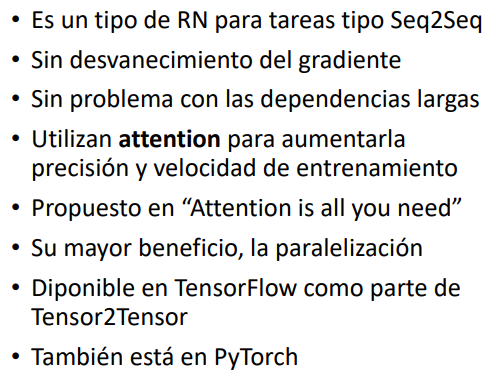 • Es un tipo de RN para tareas tipo Seq2Seq
• Sin desvanecimiento del gradiente
• Sin problema con las dependencias largas
• Utilizan attention para aumentarla
precisión y velocidad de entrenamiento
• Propuesto en “Attention is all you need”
• Su mayor beneficio, la paralelización
• Diponible en TensorFlow como parte de
Tensor2Tensor
• También está en PyTorch